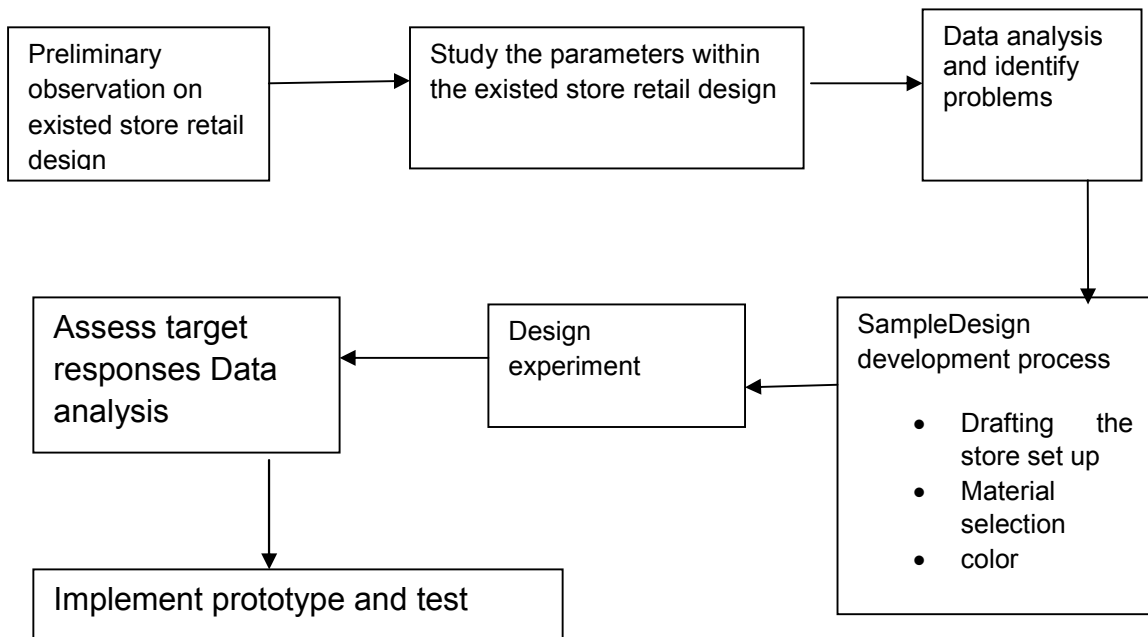 Preliminary
observation on
existed store retail
design
Study the parameters within
the existed store retail design
Data analysis
and identify
problems
SampleDesign
development process
• Drafting the
store set up
• Material
selection
• color
Design
experiment
Assess target
responses Data
analysis
Implement prototype and test